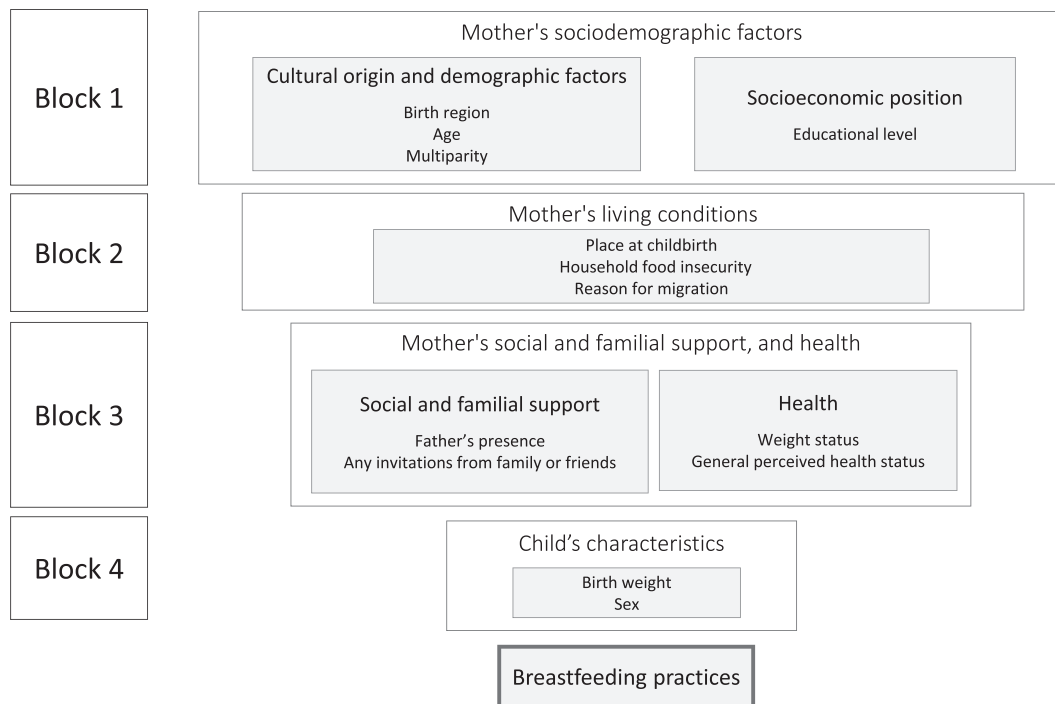 Block 1
Mother's sociodemographic factors
Cultural origin and demographic factors
Birth region
Age
Multiparity
Socioeconomic position
Educational level
Block 2
Mother's living conditions
Place at childbirth
Household food insecurity
Reason for migration
Block 3
Mother's social and familial support, and health
Social and familial support
Father’s presence
Any invitations from family or friends
Health
Weight status
General perceived health status
Block 4
Child’s characteristics
Birth weight
Sex
Breastfeeding practices